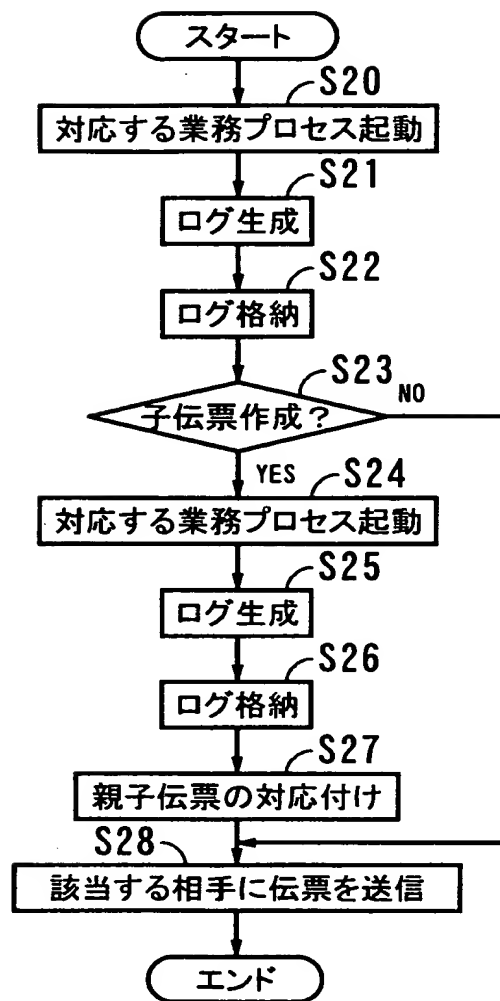 スタート
S20
対応する業務プロセス起動
S21
ログ生成
S22
ログ格納
S23
子伝票作成?
NO
YES
S24
対応する業務プロセス起動
S25
ログ生成
S26
ログ格納
S27
親子伝票の対応付け
S28
該当する相手に伝票を送信
エンド